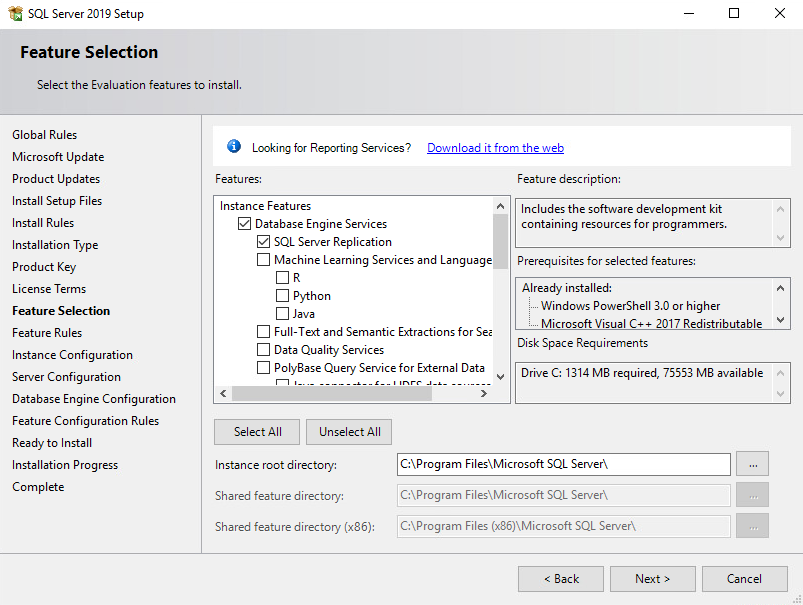 SQL Server 2019 Setup
Feature Selection
Select the Evaluation features to install.
Global Rules
Microsoft Update
Product Updates
Install Setup Files
Install Rules
Installation Type
Product Key
License Terms
Feature Selection
Feature Rules
Instance Configuration
Server Configuration
Database Engine Configuration
Feature Configuration Rules
Ready to Install
Installation Progress
Complete
Looking for Reporting Services? Download it from the web
Features:
Instance Features
Database Engine Services
SQL Server Replication
Machine Learning Services and Language
R
Python
Java
Full-Text and Semantic Extractions for Sea
Data Quality Services
PolyBase Query Service for External Data
Java connector for HDFS data sources
Feature description:
Includes the software development kit
containing resources for programmers.
Prerequisites for selected features:
Already installed:
Windows PowerShell 3.0 or higher
Microsoft Visual C++ 2017 Redistributable
Disk Space Requirements
Drive C: 1314 MB required, 75553 MB available
Select All
Unselect All
Instance root directory: C:\Program Files\Microsoft SQL Server\ ...
Shared feature directory: C:\Program Files\Microsoft SQL Server\ ...
Shared feature directory (x86): C:\Program Files (x86)\Microsoft SQL Server\ ...
< Back
Next >
Cancel